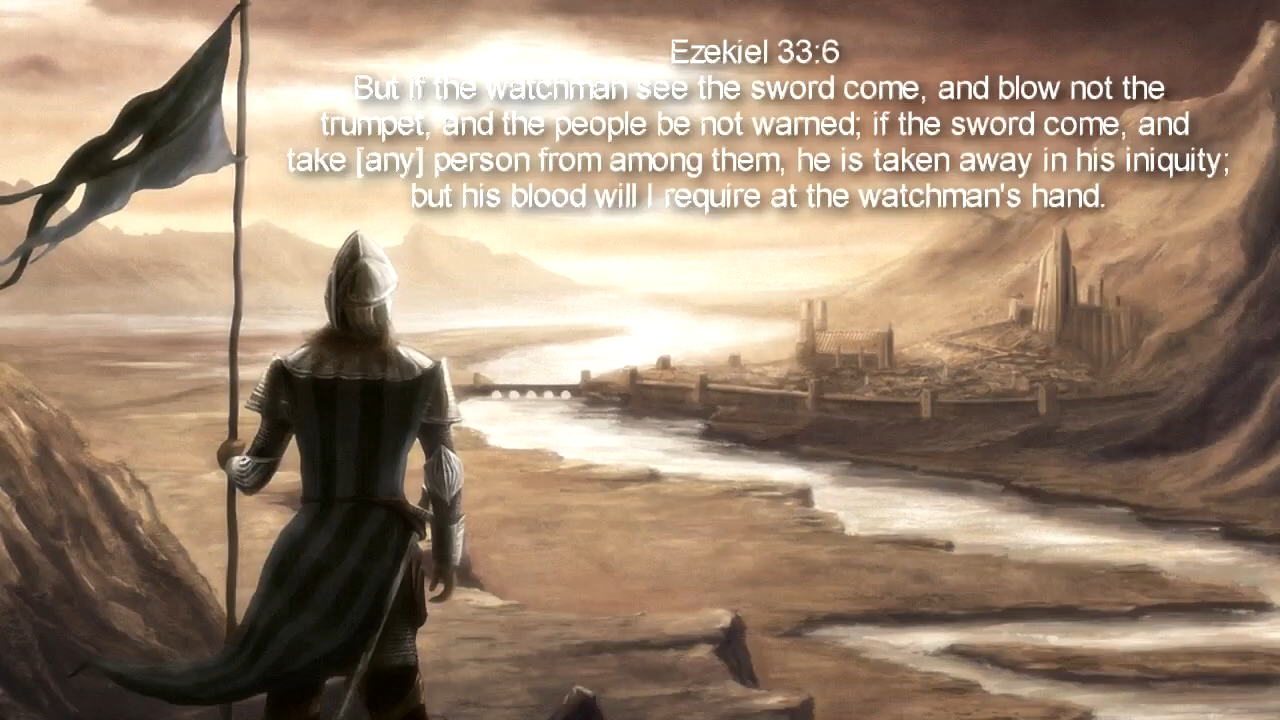 Ezekiel 33:6
But if the watchman see the sword come, and blow not the
trumpet, and the people be not warned; if the sword come, and
take [any] person from among them, he is taken away in his iniquity;
but his blood will I require at the watchman's hand.